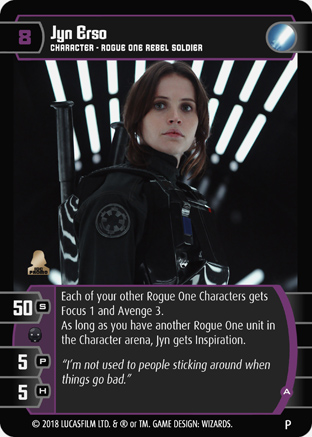 8
Jyn Erso
CHARACTER • ROGUE ONE REBEL SOLDIER
50 S
Each of your other Rogue One Characters gets
Focus 1 and Avenge 3.
As long as you have another Rogue One unit in
the Character arena, Jyn gets Inspiration.
5 P
“I’m not used to people sticking around when
things go bad.”
5 H
A
© 2018 LUCASFILM LTD. & ® or TM. GAME DESIGN: WIZARDS.
P